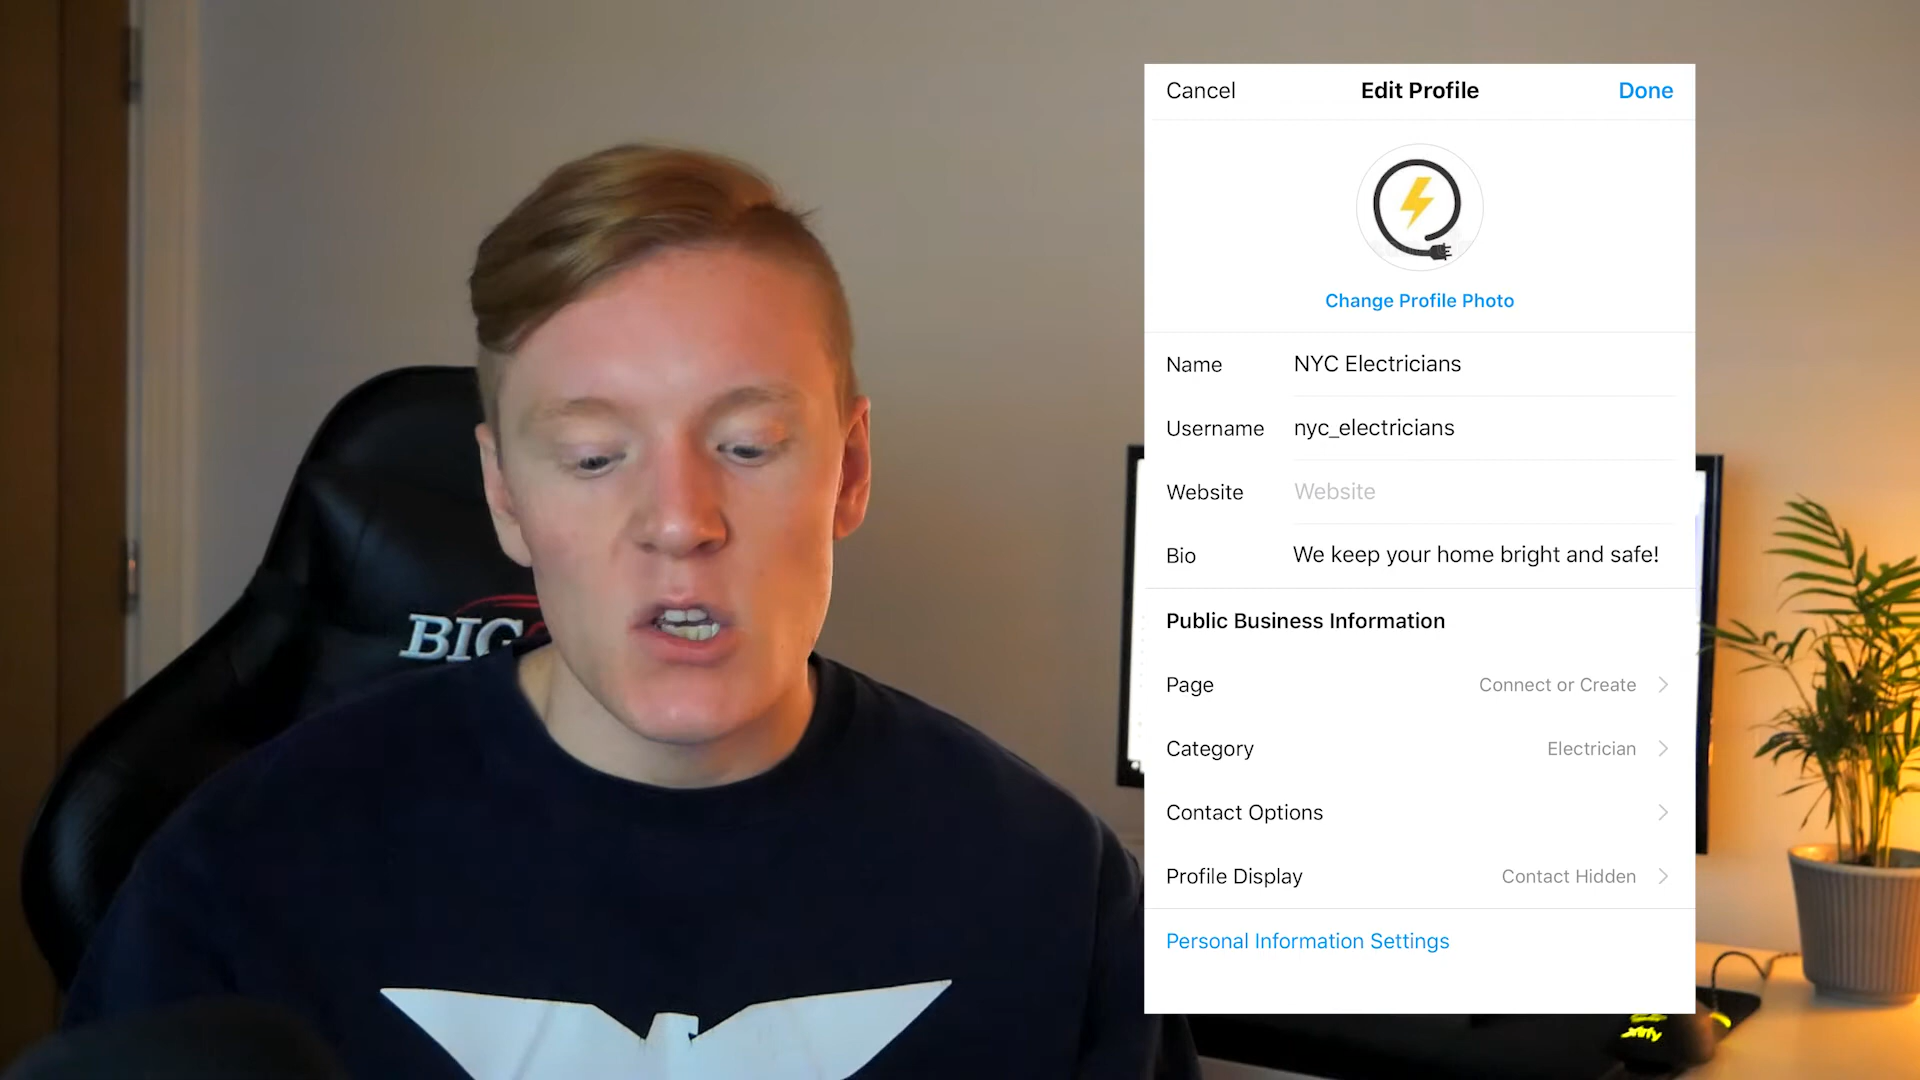 Cancel Edit Profile Done
Change Profile Photo
Name NYC Electricians
Username nyc_electricians
Website Website
Bio We keep your home bright and safe!
Public Business Information
Page Connect or Create
Category Electrician
Contact Options
Profile Display Contact Hidden
Personal Information Settings
BIG